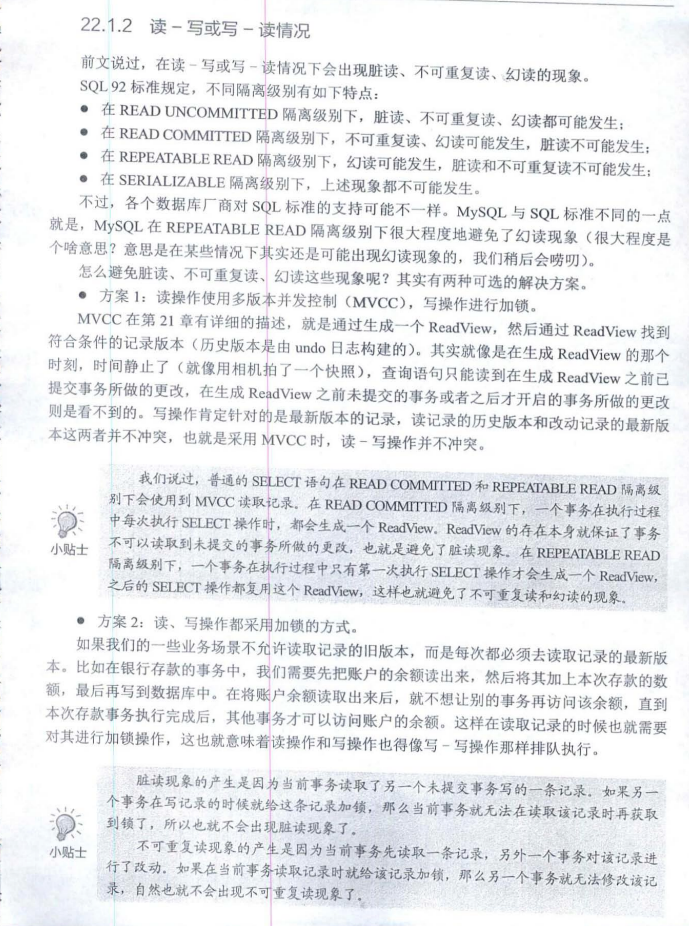 22.1.2 读－写或写－读情况
前文说过，在读－写或写－读情况下会出现脏读、不可重复读、幻读的现象。
SQL 92 标准规定，不同隔离级别有如下特点：
● 在 READ UNCOMMITTED 隔离级别下，脏读、不可重复读、幻读都可能发生；
● 在 READ COMMITTED 隔离级别下，不可重复读、幻读可能发生，脏读不可能发生；
● 在 REPEATABLE READ 隔离级别下，幻读可能发生，脏读和不可重复读不可能发生；
● 在 SERIALIZABLE 隔离级别下，上述现象都不可能发生。
不过，各个数据库厂商对 SQL 标准的支持可能不一样。MySQL 与 SQL 标准不同的一点
就是，MySQL 在 REPEATABLE READ 隔离级别下很大程度地避免了幻读现象（很大程度是
个啥意思？意思是在某些情况下其实还是可能出现幻读现象的，我们稍后会唠叨）。
怎么避免脏读、不可重复读、幻读这些现象呢？其实有两种可选的解决方案。
● 方案 1：读操作使用多版本并发控制（MVCC），写操作进行加锁。
MVCC 在第 21 章有详细的描述，就是通过生成一个 ReadView，然后通过 ReadView 找到
符合条件的记录版本（历史版本是由 undo 日志构建的）。其实就像是在生成 ReadView 的那个
时刻，时间静止了（就像用相机拍了一个快照），查询语句只能读到在生成 ReadView 之前已
提交事务所做的更改，在生成 ReadView 之前未提交的事务或者之后才开启的事务所做的更改
则是看不到的。写操作肯定针对的是最新版本的记录，读记录的历史版本和改动记录的最新版
本这两者并不冲突，也就是采用 MVCC 时，读－写操作并不冲突。
我们说过，普通的 SELECT 语句在 READ COMMITTED 和 REPEATABLE READ 隔离级
别下会使用到 MVCC 读取记录。在 READ COMMITTED 隔离级别下，一个事务在执行过程
中每次执行 SELECT 操作时，都会生成一个 ReadView。ReadView 的存在本身就保证了事务
不可以读取到未提交的事务所做的更改，也就是避免了脏读现象。在 REPEATABLE READ
隔离级别下，一个事务在执行过程中只有第一次执行 SELECT 操作才会生成一个 ReadView，
之后的 SELECT 操作都复用这个 ReadView，这样也就避免了不可重复读和幻读的现象。
小贴士
● 方案 2：读、写操作都采用加锁的方式。
如果我们的一些业务场景不允许读取记录的旧版本，而是每次都必须去读取记录的最新版
本。比如在银行存款的事务中，我们需要先把账户的余额读出来，然后将其加上本次存款的数
额，最后再写到数据库中。在将账户余额读取出来后，就不想让别的事务再访问该余额，直到
本次存款事务执行完成后，其他事务才可以访问账户的余额。这样在读取记录的时候也就需要
对其进行加锁操作，这也就意味着读操作和写操作也得像写－写操作那样排队执行。
脏读现象的产生是因为当前事务读取了另一个未提交事务写的一条记录。如果另一
个事务在写记录的时候就给这条记录加锁，那么当前事务就无法在读取该记录时再获取
到锁了，所以也就不会出现脏读现象了。
不可重复读现象的产生是因为当前事务先读取一条记录，另外一个事务对该记录进
行了改动。如果在当前事务读取记录时就给该记录加锁，那么另一个事务就无法修改该记
录，自然也就不会出现不可重复读现象了。
小贴士